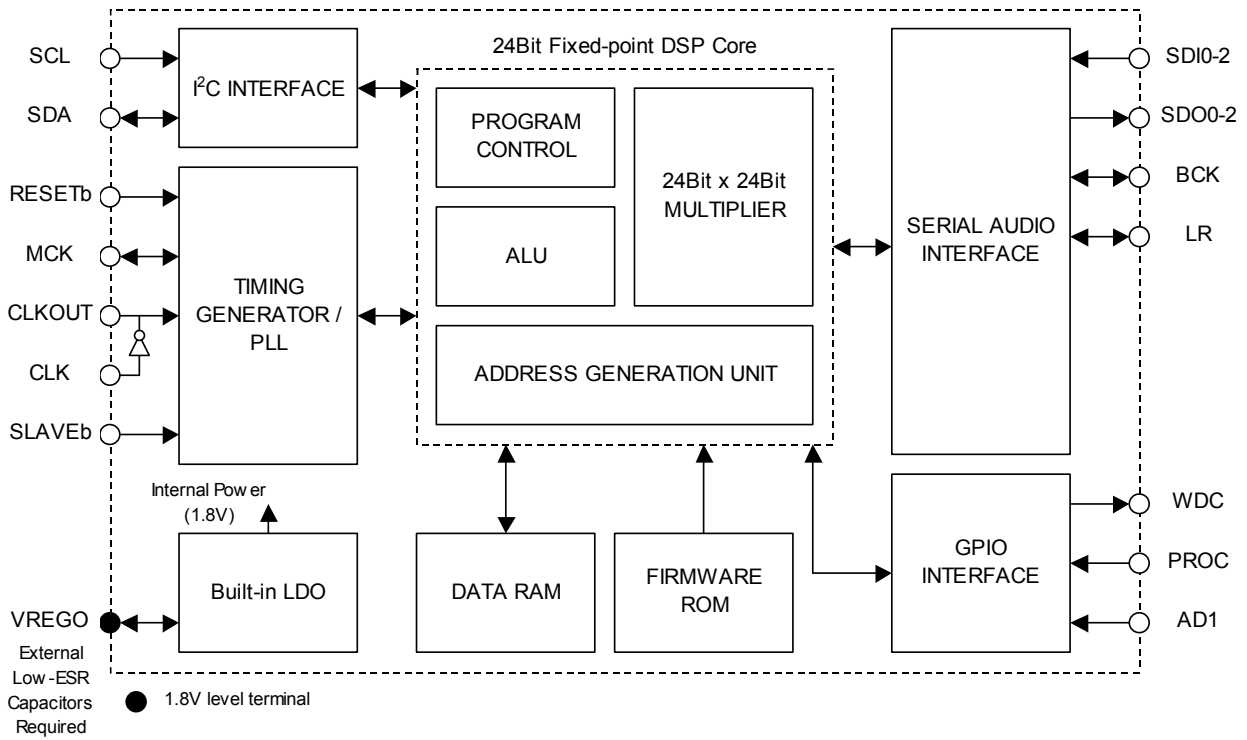 SCL
SDA
RESETb
MCK
CLKOUT
CLK
SLAVEb
VREGO
External
Low-ESR
Capacitors
Required
I²C INTERFACE
TIMING
GENERATOR /
PLL
Internal Power
(1.8V)
Built-in LDO
1.8V level terminal
24Bit Fixed-point DSP Core
PROGRAM
CONTROL
ALU
24Bit x 24Bit
MULTIPLIER
ADDRESS GENERATION UNIT
DATA RAM
FIRMWARE
ROM
SERIAL AUDIO
INTERFACE
GPIO
INTERFACE
SDI0-2
SDO0-2
BCK
LR
WDC
PROC
AD1